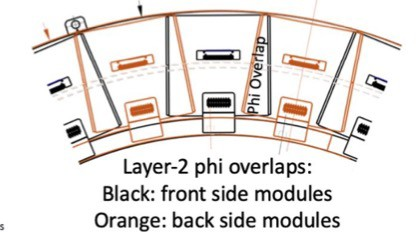 Phi Overlap
Layer-2 phi overlaps:
Black: front side modules
Orange: back side modules
s